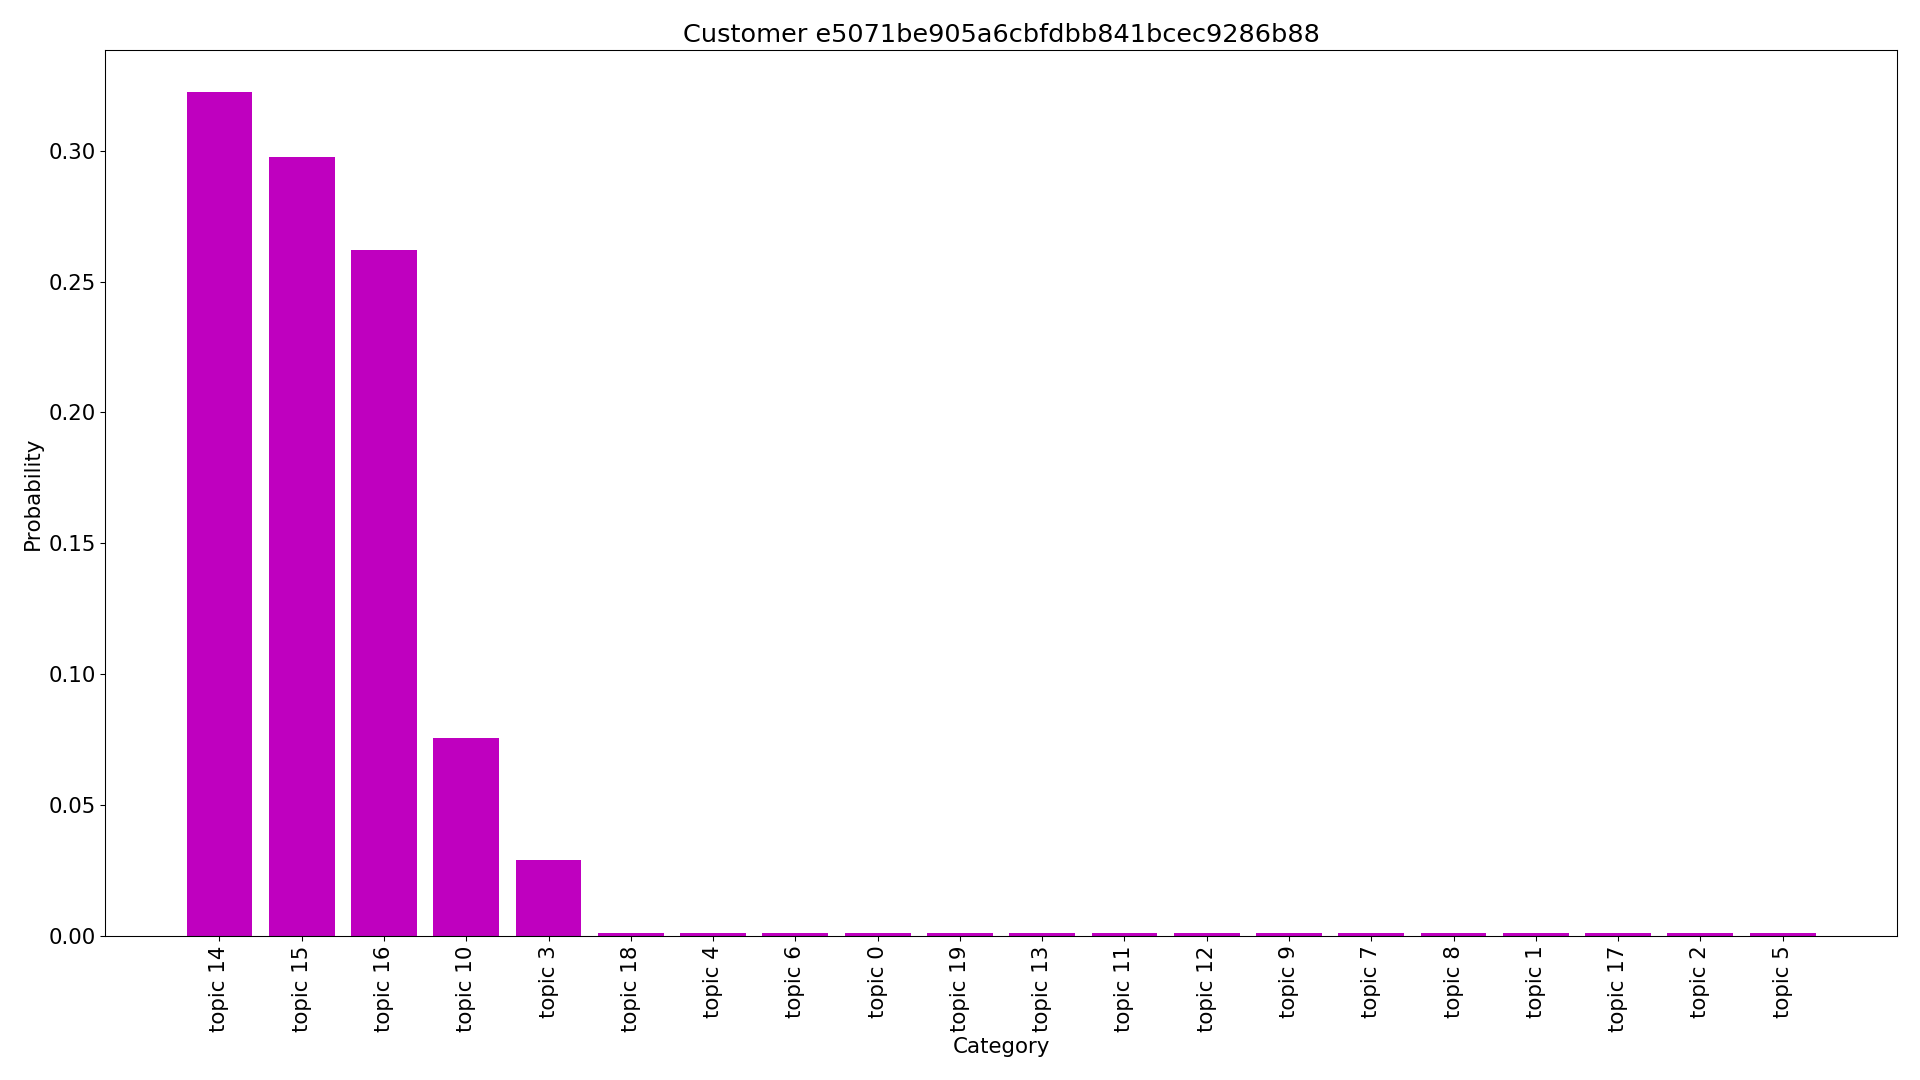 Customer e5071be905a6cbfdbb841bcec9286b88
Probability
0.30
0.25
0.20
0.15
0.10
0.05
0.00
topic 14
topic 15
topic 16
topic 10
topic 3
topic 18
topic 4
topic 6
topic 0
topic 19
topic 13
topic 11
topic 12
topic 9
topic 7
topic 8
topic 1
topic 17
topic 2
topic 5
Category